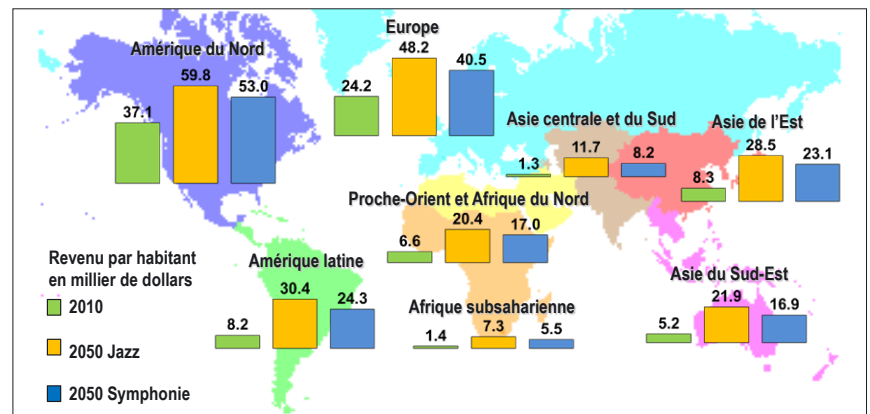 Europe
48.2
24.2
40.5
Amérique du Nord
59.8
37.1
53.0
Asie centrale et du Sud
11.7
1.3
8.2
Asie de l’Est
28.5
8.3
23.1
Proche-Orient et Afrique du Nord
20.4
6.6
17.0
Revenu par habitant
en millier de dollars
2010
2050 Jazz
2050 Symphonie
Amérique latine
30.4
8.2
24.3
Afrique subsaharienne
1.4
7.3
5.5
Asie du Sud-Est
21.9
5.2
16.9